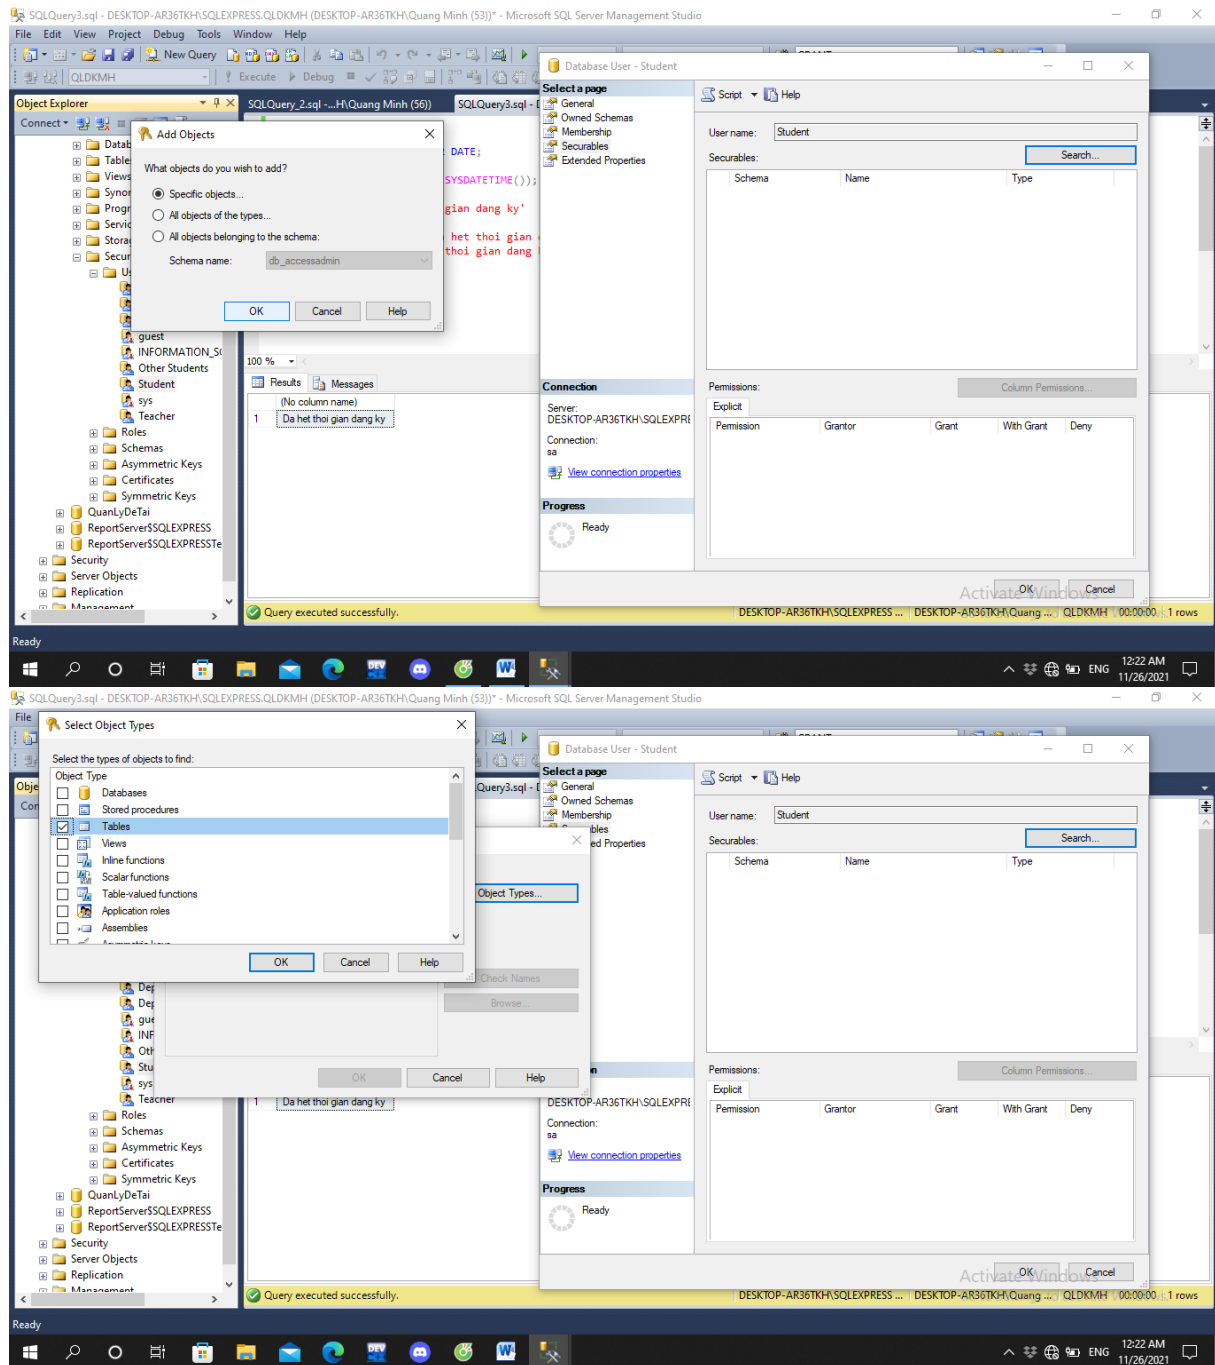 SQLQuery3.sql - DESKTOP-AR36TKH\SQLEXPRESS.QLDKMH (DESKTOP-AR36TKH\Quang Minh (53))* - Microsoft SQL Server Management Studio
File Edit View Project Debug Tools Window Help
New Query
QLDKMH
Execute Debug
Object Explorer
Connect
SQLQuery_2.sql -...H\Quang Minh (56))
SQLQuery3.sql -
Add Objects
What objects do you wish to add?
Specific objects...
All objects of the types...
All objects belonging to the schema:
Schema name: db_accessadmin
OK Cancel Help
DATE;
SYSDATETIME());
gian dang ky'
het thoi gian
thoi gian dang
Views
guest
Other Students
Student
sys
Teacher
Roles
Schemas
Asymmetric Keys
Certificates
Symmetric Keys
QuanLyDeTai
ReportServer$SQLEXPRESS
ReportServer$SQLEXPRESSTe
Security
Server Objects
Replication
Management
100 %
Results Messages
(No column name)
1 Da het thoi gian dang ky
Database User - Student
Select a page
General
Owned Schemas
Membership
Securables
Extended Properties
Script Help
User name: Student
Securables: Search...
Schema Name Type
Connection
Server:
DESKTOP-AR36TKH\SQLEXPRE
Connection:
sa
View connection properties
Progress
Ready
Permissions: Column Permissions...
Explicit
Permission Grantor Grant With Grant Deny
OK Cancel
Activate Windows
Query executed successfully.
DESKTOP-AR36TKH\SQLEXPRESS ... DESKTOP-AR36TKH\Quang ... QLDKMH 00:00:00 1 rows
Ready
DEV
ENG
12:22 AM
11/26/2021
SQLQuery3.sql - DESKTOP-AR36TKH\SQLEXPRESS.QLDKMH (DESKTOP-AR36TKH\Quang Minh (53))* - Microsoft SQL Server Management Studio
File
Select Object Types
Select the types of objects to find:
Object Type
Databases
Stored procedures
Tables
Views
Inline functions
Scalar functions
Table-valued functions
Application roles
Assemblies
OK Cancel Help
Object Types...
Check Names
Browse...
OK Cancel Help
sys
Teacher
Roles
Schemas
Asymmetric Keys
Certificates
Symmetric Keys
QuanLyDeTai
ReportServer$SQLEXPRESS
ReportServer$SQLEXPRESSTe
Security
Server Objects
Replication
Management
1 Da het thoi gian dang ky
Database User - Student
Select a page
General
Owned Schemas
Membership
Script Help
User name: Student
Securables: Search...
Schema Name Type
DESKTOP-AR36TKH\SQLEXPRE
Connection:
sa
View connection properties
Progress
Ready
Permissions: Column Permissions...
Explicit
Permission Grantor Grant With Grant Deny
OK Cancel
Activate Windows
Query executed successfully.
DESKTOP-AR36TKH\SQLEXPRESS ... DESKTOP-AR36TKH\Quang ... QLDKMH 00:00:00 1 rows
Ready
DEV
ENG
12:22 AM
11/26/2021